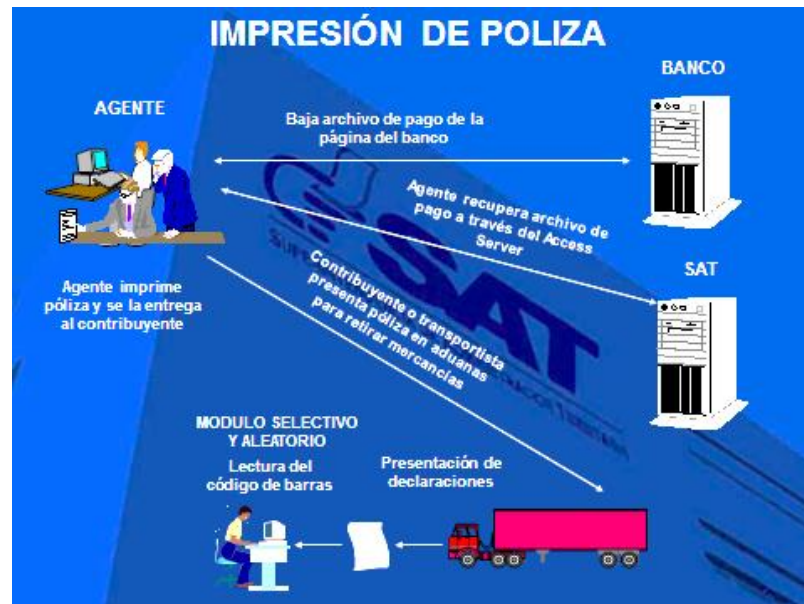 IMPRESIÓN DE POLIZA
BANCO
AGENTE
Baja archivo de pago de la
página del banco
Agente recupera archivo de
pago a través del Access
Server
SAT
Contribuyente o transportista
presenta póliza en aduanas
para retirar mercancías
Agente imprime
póliza y se la entrega
al contribuyente
SAT
MODULO SELECTIVO
Y ALEATORIO
Lectura del
código de barras
Presentación de
declaraciones